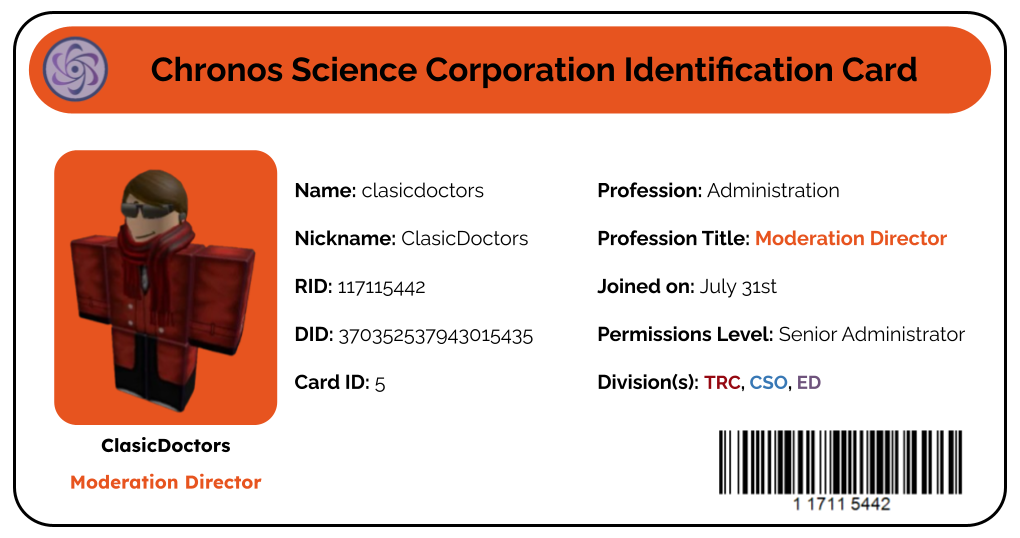 Chronos Science Corporation Identification Card
Name: clasicdoctors
Nickname: ClasicDoctors
RID: 117115442
DID: 370352537943015435
Card ID: 5
Profession: Administration
Profession Title: Moderation Director
Joined on: July 31st
Permissions Level: Senior Administrator
Division(s): TRC, CSO, ED
ClasicDoctors
Moderation Director
1 1711 5442